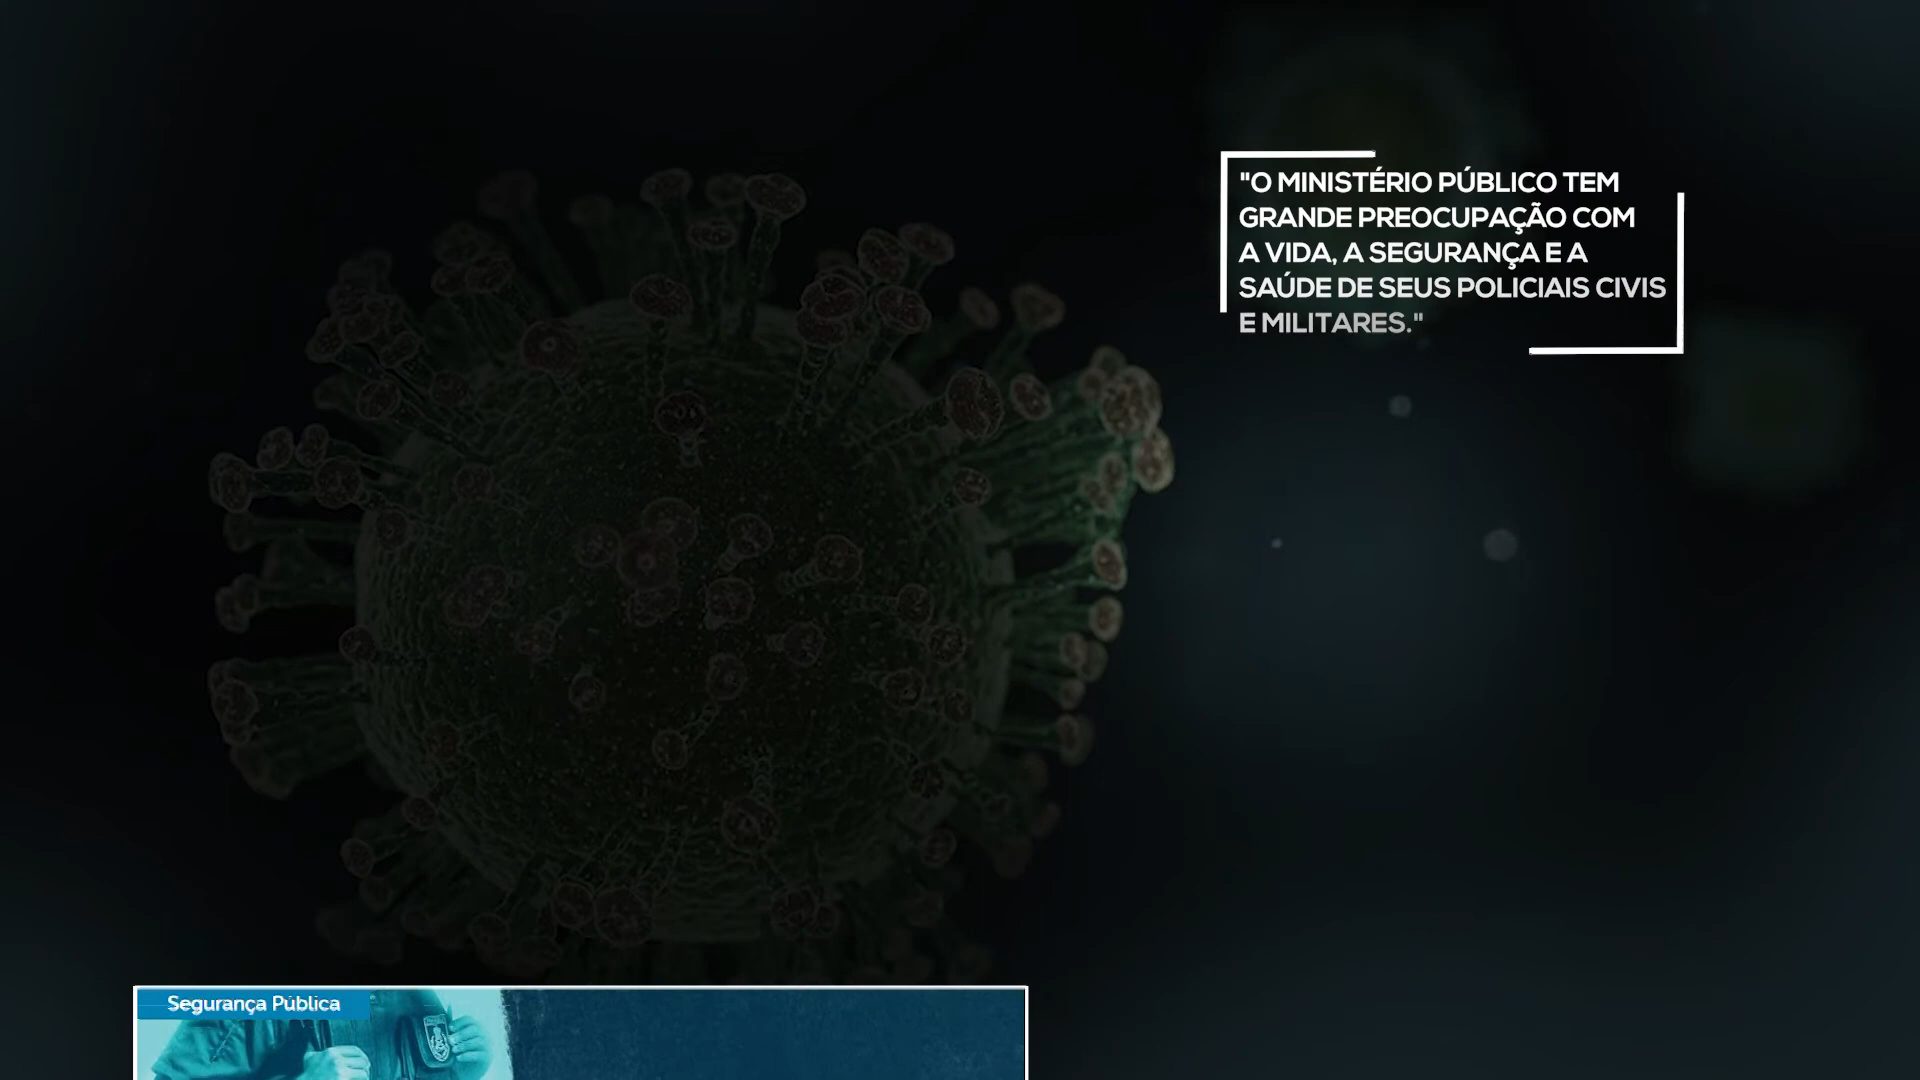 "O MINISTÉRIO PÚBLICO TEM
GRANDE PREOCUPAÇÃO COM
A VIDA, A SEGURANÇA E A
SAÚDE DE SEUS POLICIAIS CIVIS
E MILITARES."
Segurança Pública